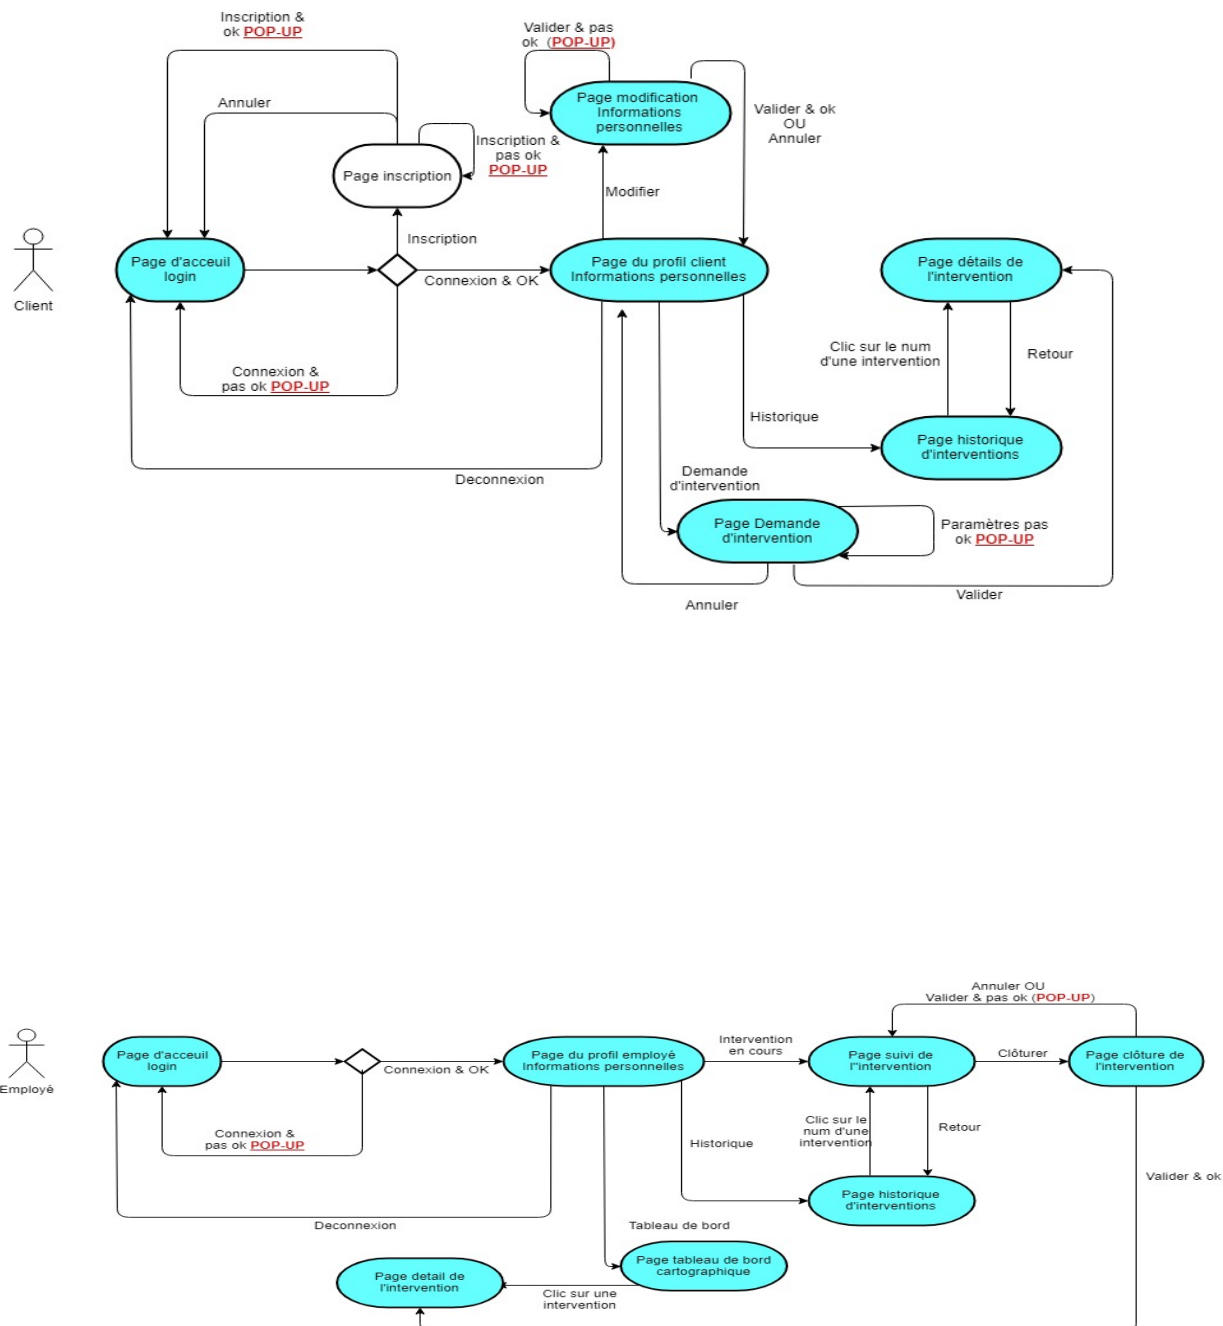 Inscription &
ok POP-UP
Valider & pas
ok (POP-UP)
Page modification
Informations
personnelles
Valider & ok
OU
Annuler
Annuler
Inscription &
pas ok
POP-UP
Page inscription
Modifier
Inscription
Client
Page d'acceuil
login
Connexion & OK
Page du profil client
Informations personnelles
Page détails de
l'intervention
Clic sur le num
d'une intervention
Retour
Connexion &
pas ok POP-UP
Historique
Page historique
d'interventions
Deconnexion
Demande
d'intervention
Page Demande
d'intervention
Paramètres pas
ok POP-UP
Annuler
Valider
Annuler OU
Valider & pas ok (POP-UP)
Employé
Page d'acceuil
login
Connexion & OK
Page du profil employé
Informations personnelles
Intervention
en cours
Page suivi de
l"intervention
Clôturer
Page clôture de
l'intervention
Connexion &
pas ok POP-UP
Historique
Clic sur le
num d'une
intervention
Retour
Valider & ok
Page historique
d'interventions
Deconnexion
Tableau de bord
Page tableau de bord
cartographique
Page detail de
l'intervention
Clic sur une
intervention